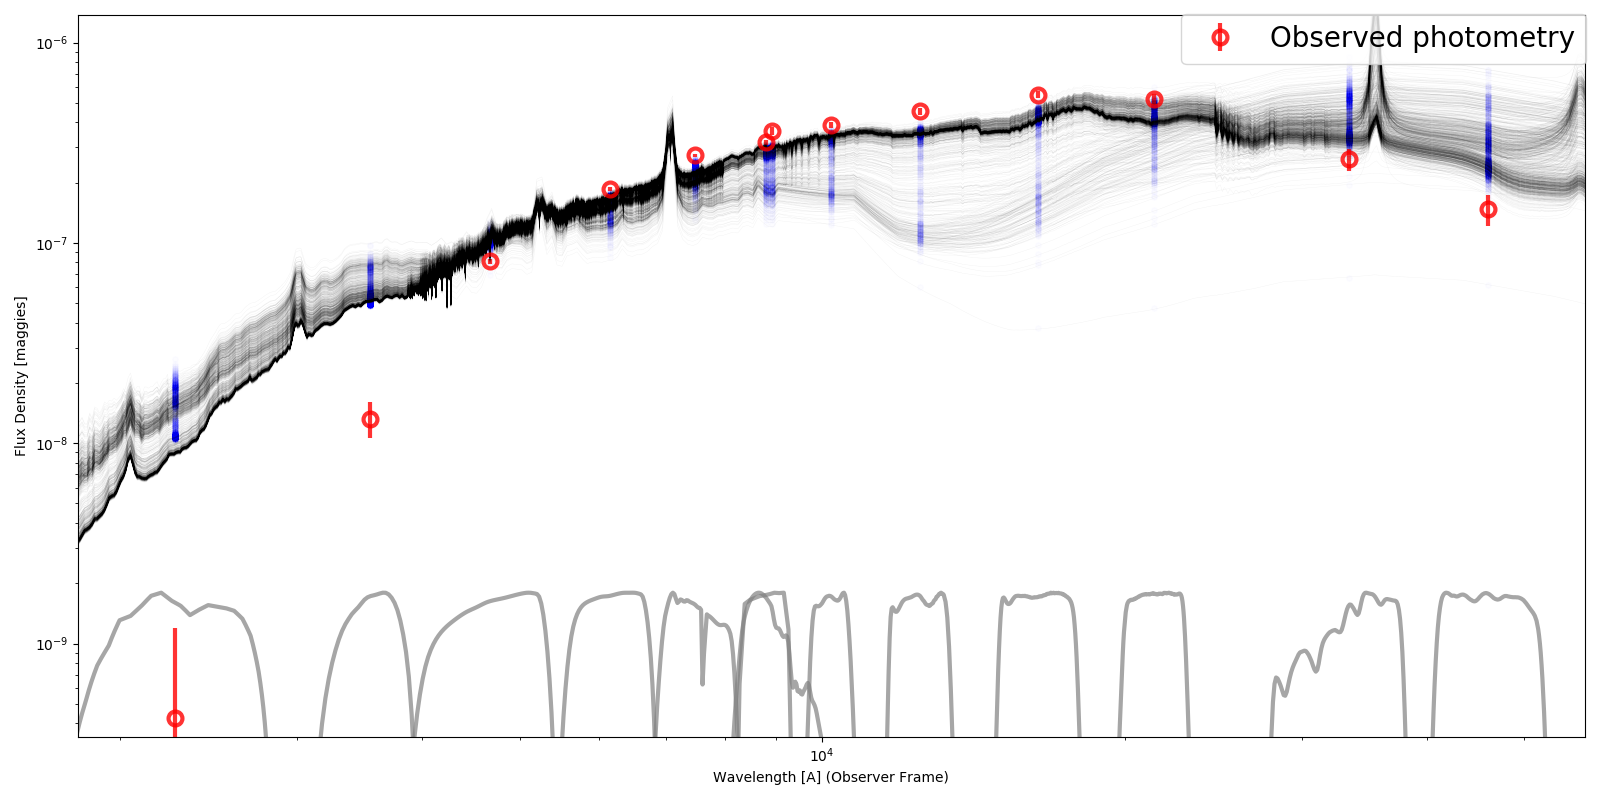 Observed photometry
10⁻⁶
10⁻⁷
10⁻⁸
10⁻⁹
Flux Density [maggies]
10⁴
Wavelength [A] (Observer Frame)